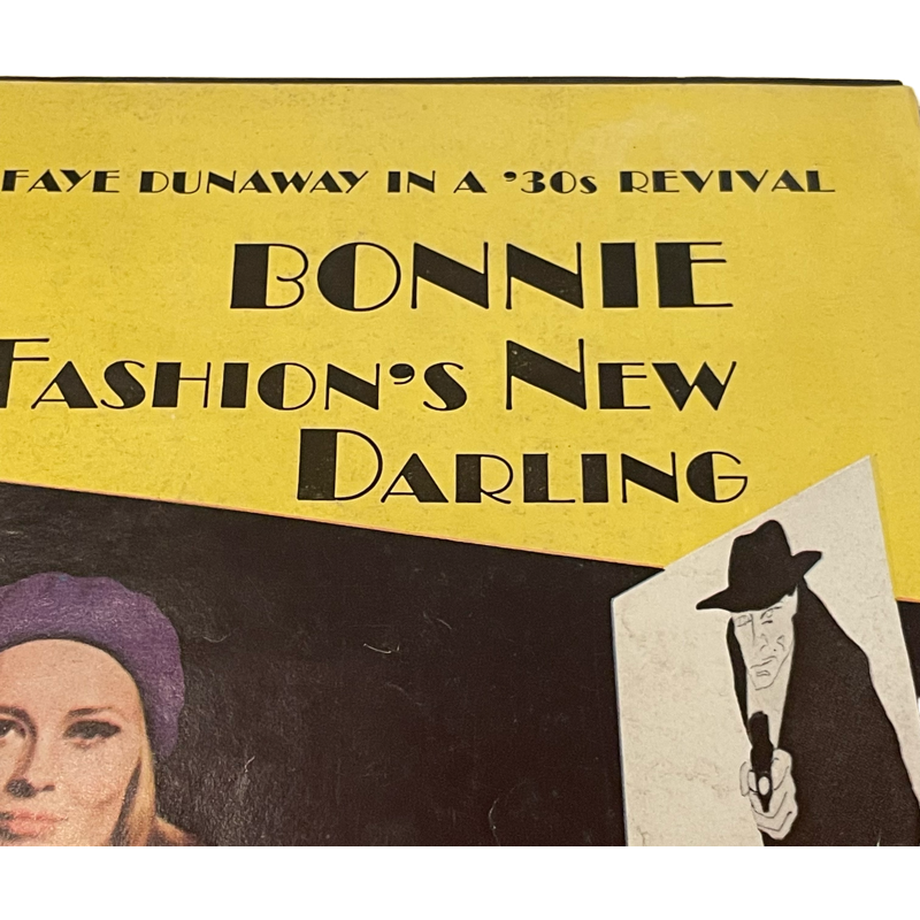 FAYE DUNAWAY IN A '30s REVIVAL
BONNIE
FASHION'S NEW
DARLING